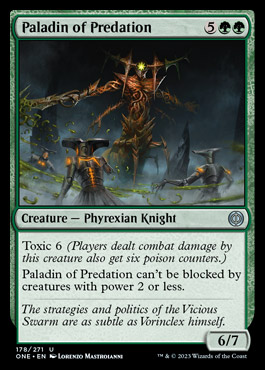 Paladin of Predation 5
Creature — Phyrexian Knight
Toxic 6 (Players dealt combat damage by
this creature also get six poison counters.)
Paladin of Predation can't be blocked by
creatures with power 2 or less.
The strategies and politics of the Vicious
Swarm are as subtle as Vorinclex himself.
6/7
178/271 U
ONE • EN LORENZO MASTROIANNI
™ & © 2023 Wizards of the Coast